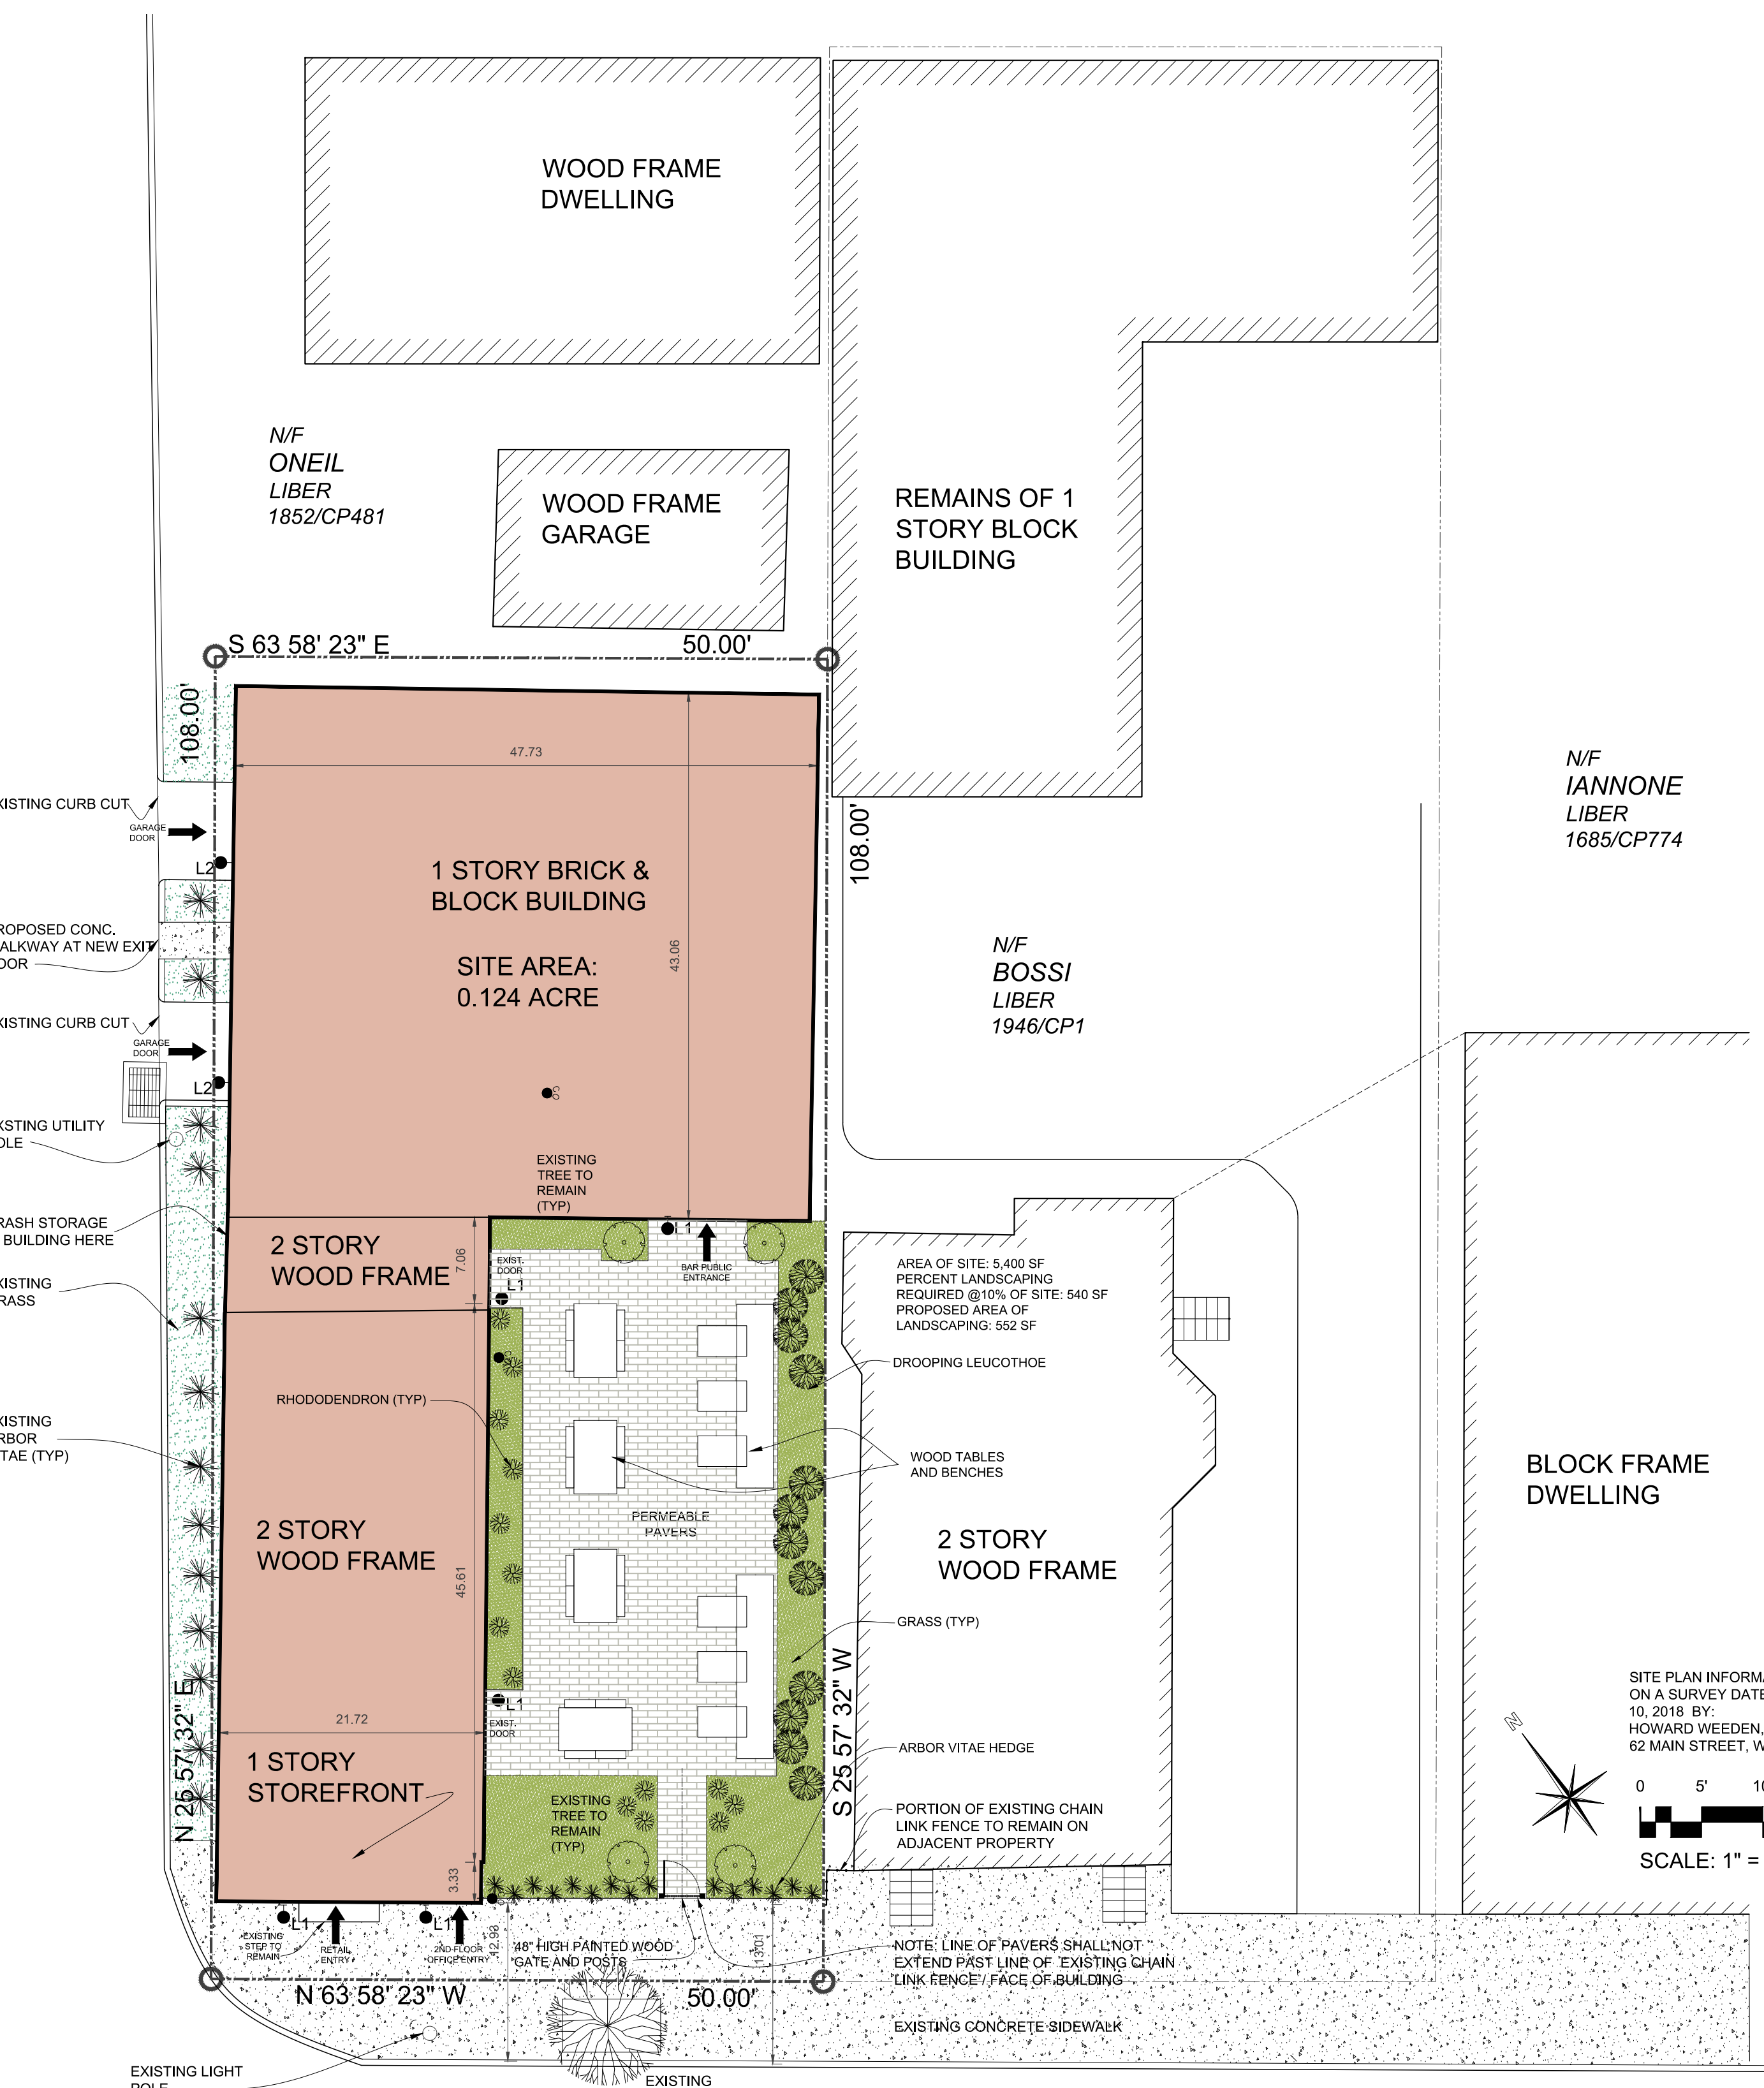 WOOD FRAME
DWELLING
N/F
ONEIL
LIBER
1852/CP481
WOOD FRAME
GARAGE
REMAINS OF 1
STORY BLOCK
BUILDING
S 63 58' 23" E
50.00'
108.00'
47.73
43.06
108.00'
N/F
IANNONE
LIBER
1685/CP774
XISTING CURB CUT
GARAGE
DOOR
L2
1 STORY BRICK &
BLOCK BUILDING
SITE AREA:
0.124 ACRE
ROPOSED CONC.
ALKWAY AT NEW EXIT
OOR
N/F
BOSSI
LIBER
1946/CP1
XISTING CURB CUT
GARAGE
DOOR
L2
CO
XSTING UTILITY
OLE
EXISTING
TREE TO
REMAIN
(TYP)
RASH STORAGE
BUILDING HERE
L1
BAR PUBLIC
ENTRANCE
2 STORY
WOOD FRAME
7.06
EXIST.
DOOR
L1
XISTING
RASS
AREA OF SITE: 5,400 SF
PERCENT LANDSCAPING
REQUIRED @10% OF SITE: 540 SF
PROPOSED AREA OF
LANDSCAPING: 552 SF
DROOPING LEUCOTHOE
RHODODENDRON (TYP)
XISTING
RBOR
ITAE (TYP)
WOOD TABLES
AND BENCHES
BLOCK FRAME
DWELLING
PERMEABLE
PAVERS
2 STORY
WOOD FRAME
45.61
2 STORY
WOOD FRAME
GRASS (TYP)
N 25 57' 32" E
S 25 57' 32" W
21.72
L1
EXIST.
DOOR
1 STORY
STOREFRONT
ARBOR VITAE HEDGE
SITE PLAN INFORMA
ON A SURVEY DATE
10, 2018 BY:
HOWARD WEEDEN,
62 MAIN STREET, W
N
0 5' 10
SCALE: 1" =
EXISTING
TREE TO
REMAIN
(TYP)
PORTION OF EXISTING CHAIN
LINK FENCE TO REMAIN ON
ADJACENT PROPERTY
3.33
L1
L1
EXISTING
STEP TO
REMAIN
RETAIL
ENTRY
2ND FLOOR
OFFICE ENTRY
12.93
48" HIGH PAINTED WOOD
GATE AND POSTS
13.01
NOTE: LINE OF PAVERS SHALL NOT
EXTEND PAST LINE OF EXISTING CHAIN
LINK FENCE / FACE OF BUILDING
N 63 58' 23" W
50.00'
EXISTING CONCRETE SIDEWALK
EXISTING LIGHT
POLE
EXISTING